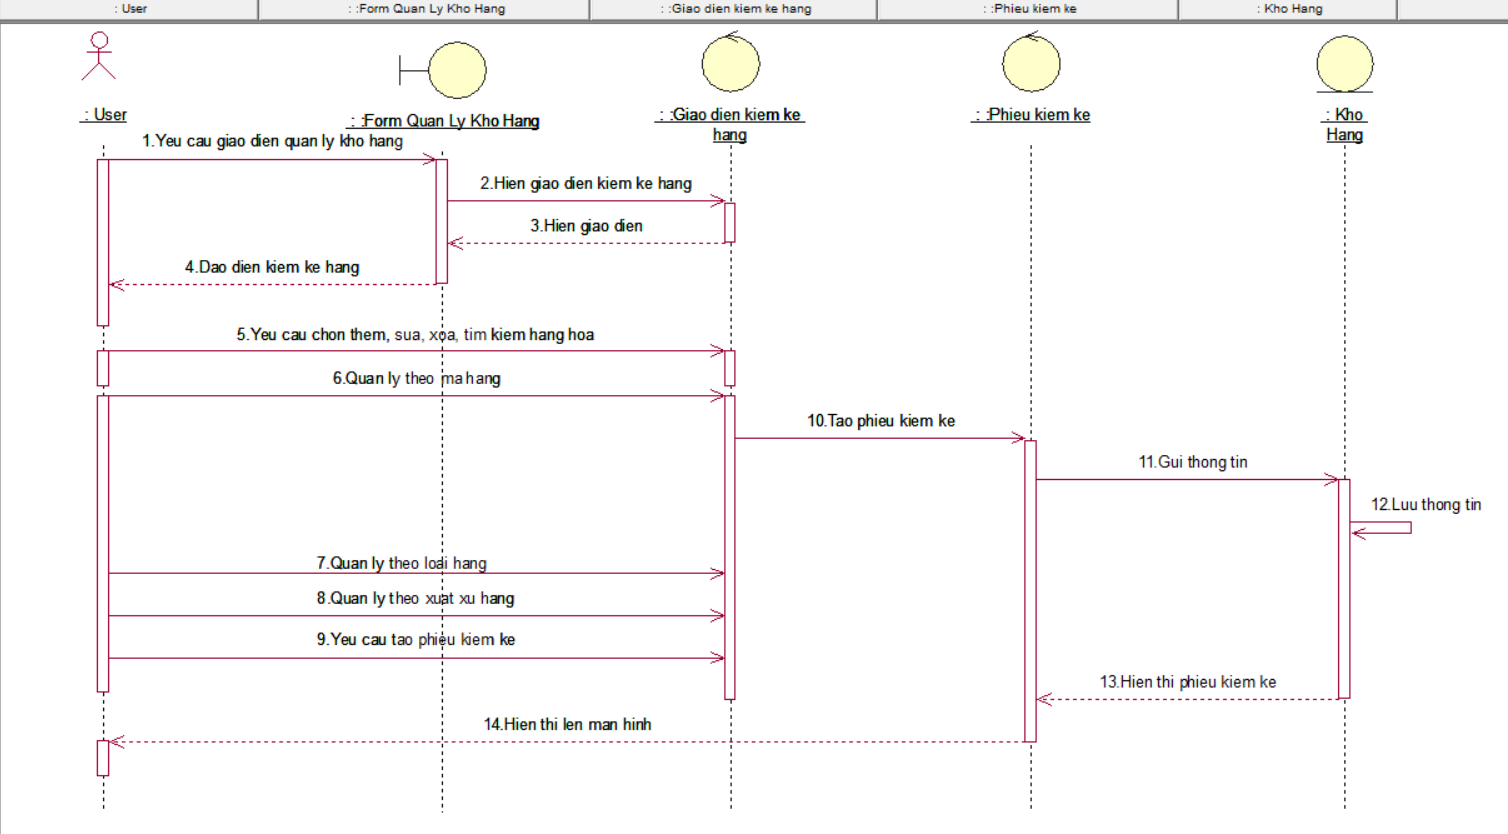 : User
: :Form Quan Ly Kho Hang
: :Giao dien kiem ke hang
: :Phieu kiem ke
: Kho Hang
: User
: :Form Quan Ly Kho Hang
: :Giao dien kiem ke
hang
: :Phieu kiem ke
: Kho
Hang
1.Yeu cau giao dien quan ly kho hang
2.Hien giao dien kiem ke hang
3.Hien giao dien
4.Dao dien kiem ke hang
5.Yeu cau chon them, sua, xoa, tim kiem hang hoa
6.Quan ly theo ma hang
10.Tao phieu kiem ke
11.Gui thong tin
12.Luu thong tin
7.Quan ly theo loai hang
8.Quan ly theo xuat xu hang
9.Yeu cau tao phieu kiem ke
13.Hien thi phieu kiem ke
14.Hien thi len man hinh